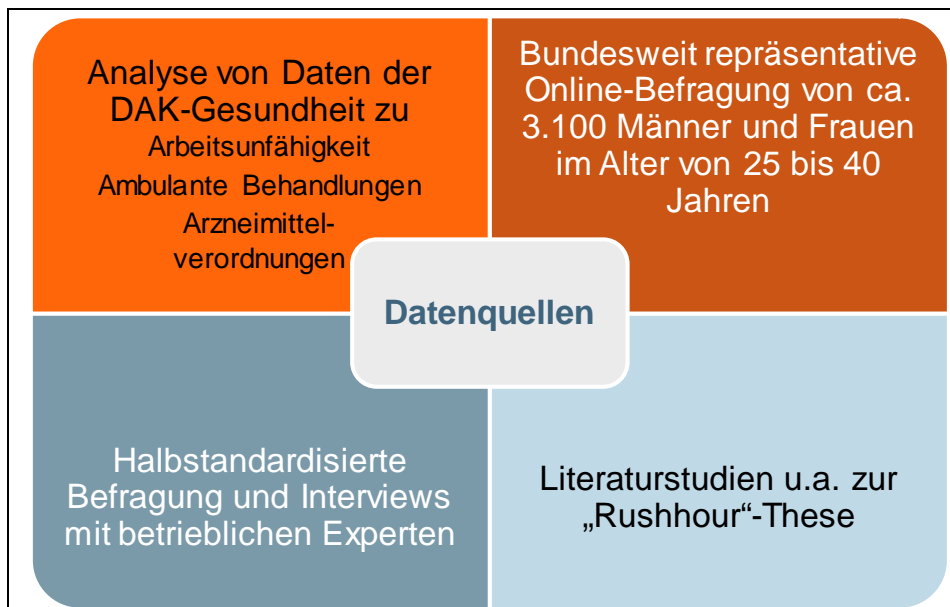 Analyse von Daten der
DAK-Gesundheit zu
Arbeitsunfähigkeit
Ambulante Behandlungen
Arzneimittel-
verordnungen
Bundesweit repräsentative
Online-Befragung von ca.
3.100 Männer und Frauen
im Alter von 25 bis 40
Jahren
Datenquellen
Halbstandardisierte
Befragung und Interviews
mit betrieblichen Experten
Literaturstudien u.a. zur
„Rushhour“-These